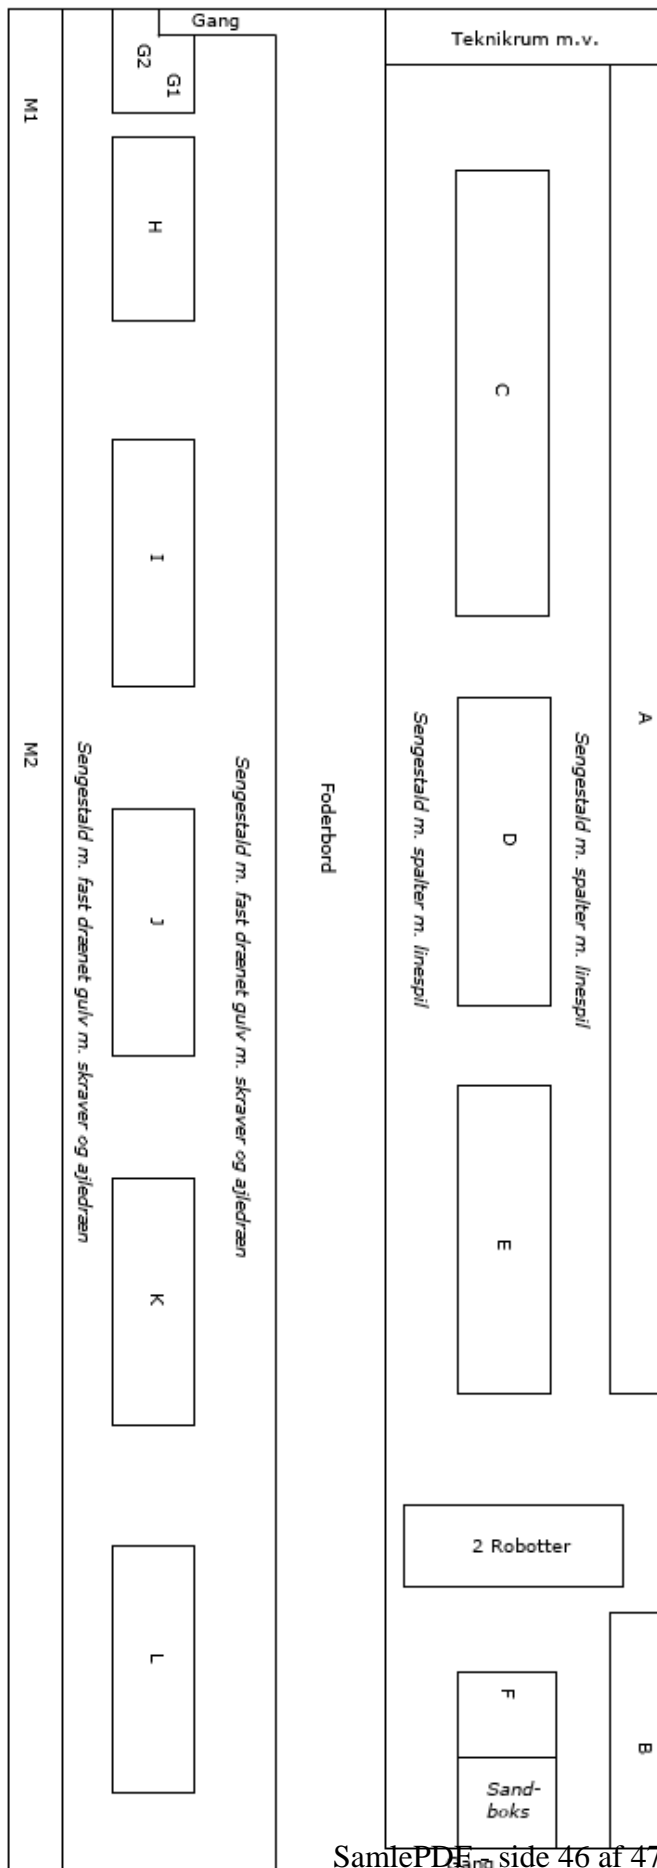 Gang
Teknikrum m.v.
G2
G1
M1
H
C
I
A
M2
Sengestald m. fast drænet gulv m. skraver og ajledræn
Sengestald m. fast drænet gulv m. skraver og ajledræn
Foderbord
Sengestald m. spalter m. linespil
Sengestald m. spalter m. linespil
D
J
E
K
2 Robotter
L
F
B
Sand-
boks
Gang
SamlePDF - side 46 af 47